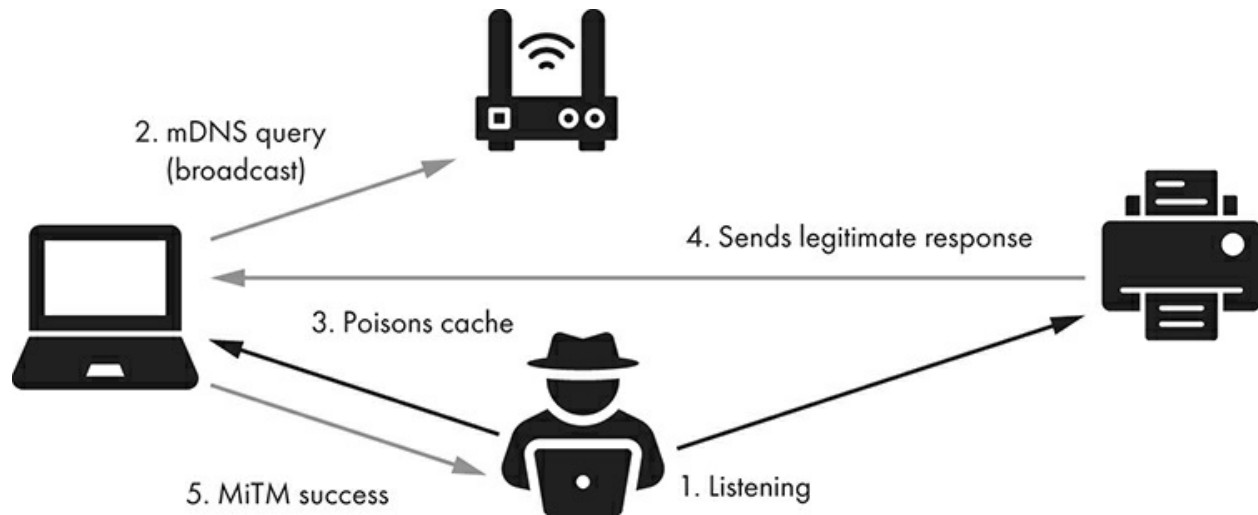 2. mDNS query
(broadcast)
4. Sends legitimate response
3. Poisons cache
5. MiTM success
1. Listening